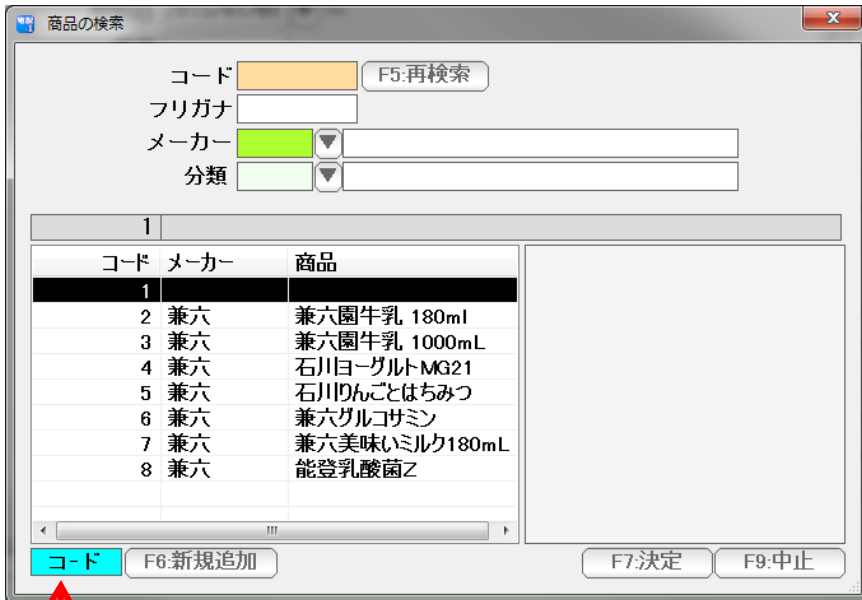 商品の検索
コード F5:再検索
フリガナ
メーカー
分類
1
コード メーカー 商品
1
2 兼六 兼六園牛乳 180ml
3 兼六 兼六園牛乳 1000mL
4 兼六 石川ヨーグルトMG21
5 兼六 石川りんごとはちみつ
6 兼六 兼六グルコサミン
7 兼六 兼六美味いミルク180mL
8 兼六 能登乳酸菌Z
コード F6:新規追加 F7:決定 F9:中止